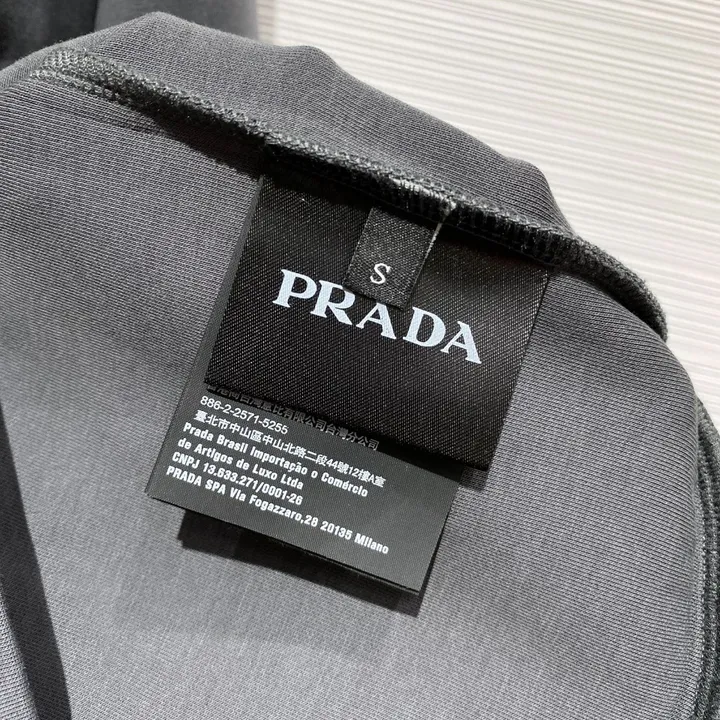 S
PRADA
886-2-2571-5255
臺北市中山區中山北路二段44號12樓A室
Prada Brasil Importação o Comércio
de Artigos de Luxo Ltda
CNPJ 13.633.271/0001-26
PRADA SPA Via Fogazzaro,28 20135 Milano